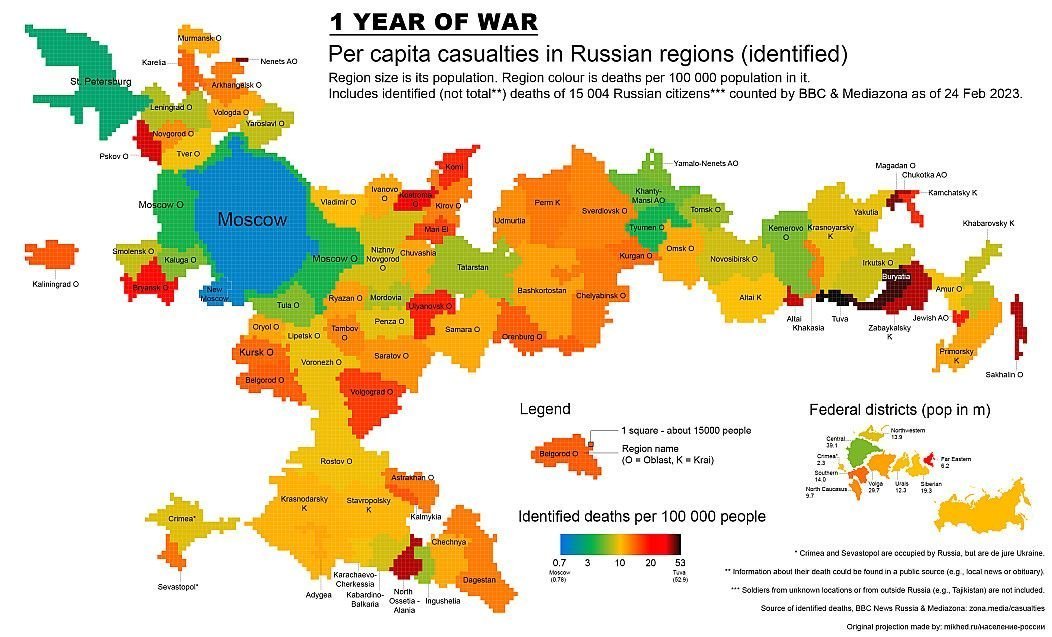 1 YEAR OF WAR
Per capita casualties in Russian regions (identified)
Region size is its population. Region colour is deaths per 100 000 population in it.
Includes identified (not total**) deaths of 15 004 Russian citizens*** counted by BBC & Mediazona as of 24 Feb 2023.
Murmansk O
Karelia
Nenets AO
St. Petersburg
Arkhangelsk O
Leningrad O
Vologda O
Yaroslavl O
Novgorod O
Pskov O
Tver O
Moscow O
Moscow
Moscow O
New
Moscow
Smolensk O
Kaluga O
Bryansk O
Kaliningrad O
Vladimir O
Ivanovo
O
Kostroma
O
Komi
Kirov O
Mari El
Nizhny
Novgorod
O
Chuvashia
Tatarstan
Udmurtia
Perm K
Sverdlovsk O
Bashkortostan
Chelyabinsk O
Kurgan O
Yamalo-Nenets AO
Khanty-
Mansi AO
Tyumen O
Tomsk O
Omsk O
Novosibirsk O
Altai K
Kemerovo
O
Krasnoyarsky
K
Yakutia
Magadan O
Chukotka AO
Kamchatsky K
Khabarovsky K
Irkutsk O
Buryatia
Amur O
Altai
Khakasia
Tuva
Zabaykalsky
K
Jewish AO
Primorsky
K
Sakhalin O
Tula O
Ryazan O
Mordovia
Ulyanovsk O
Penza O
Samara O
Orenburg O
Oryol O
Lipetsk O
Tambov
O
Kursk O
Voronezh O
Saratov O
Belgorod O
Volgograd O
Rostov O
Astrakhan O
Krasnodarsky
K
Stavropolsky
K
Kalmykia
Crimea*
Sevastopol*
Chechnya
Dagestan
Adygea
Karachaevo-
Cherkessia
Kabardino-
Balkaria
North
Ossetia -
Alania
Ingushetia
Legend
1 square - about 15000 people
Belgorod O
Region name
(O = Oblast, K = Krai)
Identified deaths per 100 000 people
0.7 3 10 20 53
Moscow
(0.78)
Tuva
(52.9)
Federal districts (pop in m)
Northwestern
13.9
Central
39.1
Crimea*
2.3
Southern
14.0
North Caucasus
9.7
Volga
29.7
Urals
12.3
Siberian
19.3
Far Eastern
6.2
* Crimea and Sevastopol are occupied by Russia, but are de jure Ukraine.
** Information about their death could be found in a public source (e.g., local news or obituary).
*** Soldiers from unknown locations or from outside Russia (e.g., Tajikistan) are not included.
Source of identified deaths, BBC News Russia & Mediazona: zona.media/casualties
Original projection made by: mikhed.ru/население-россии